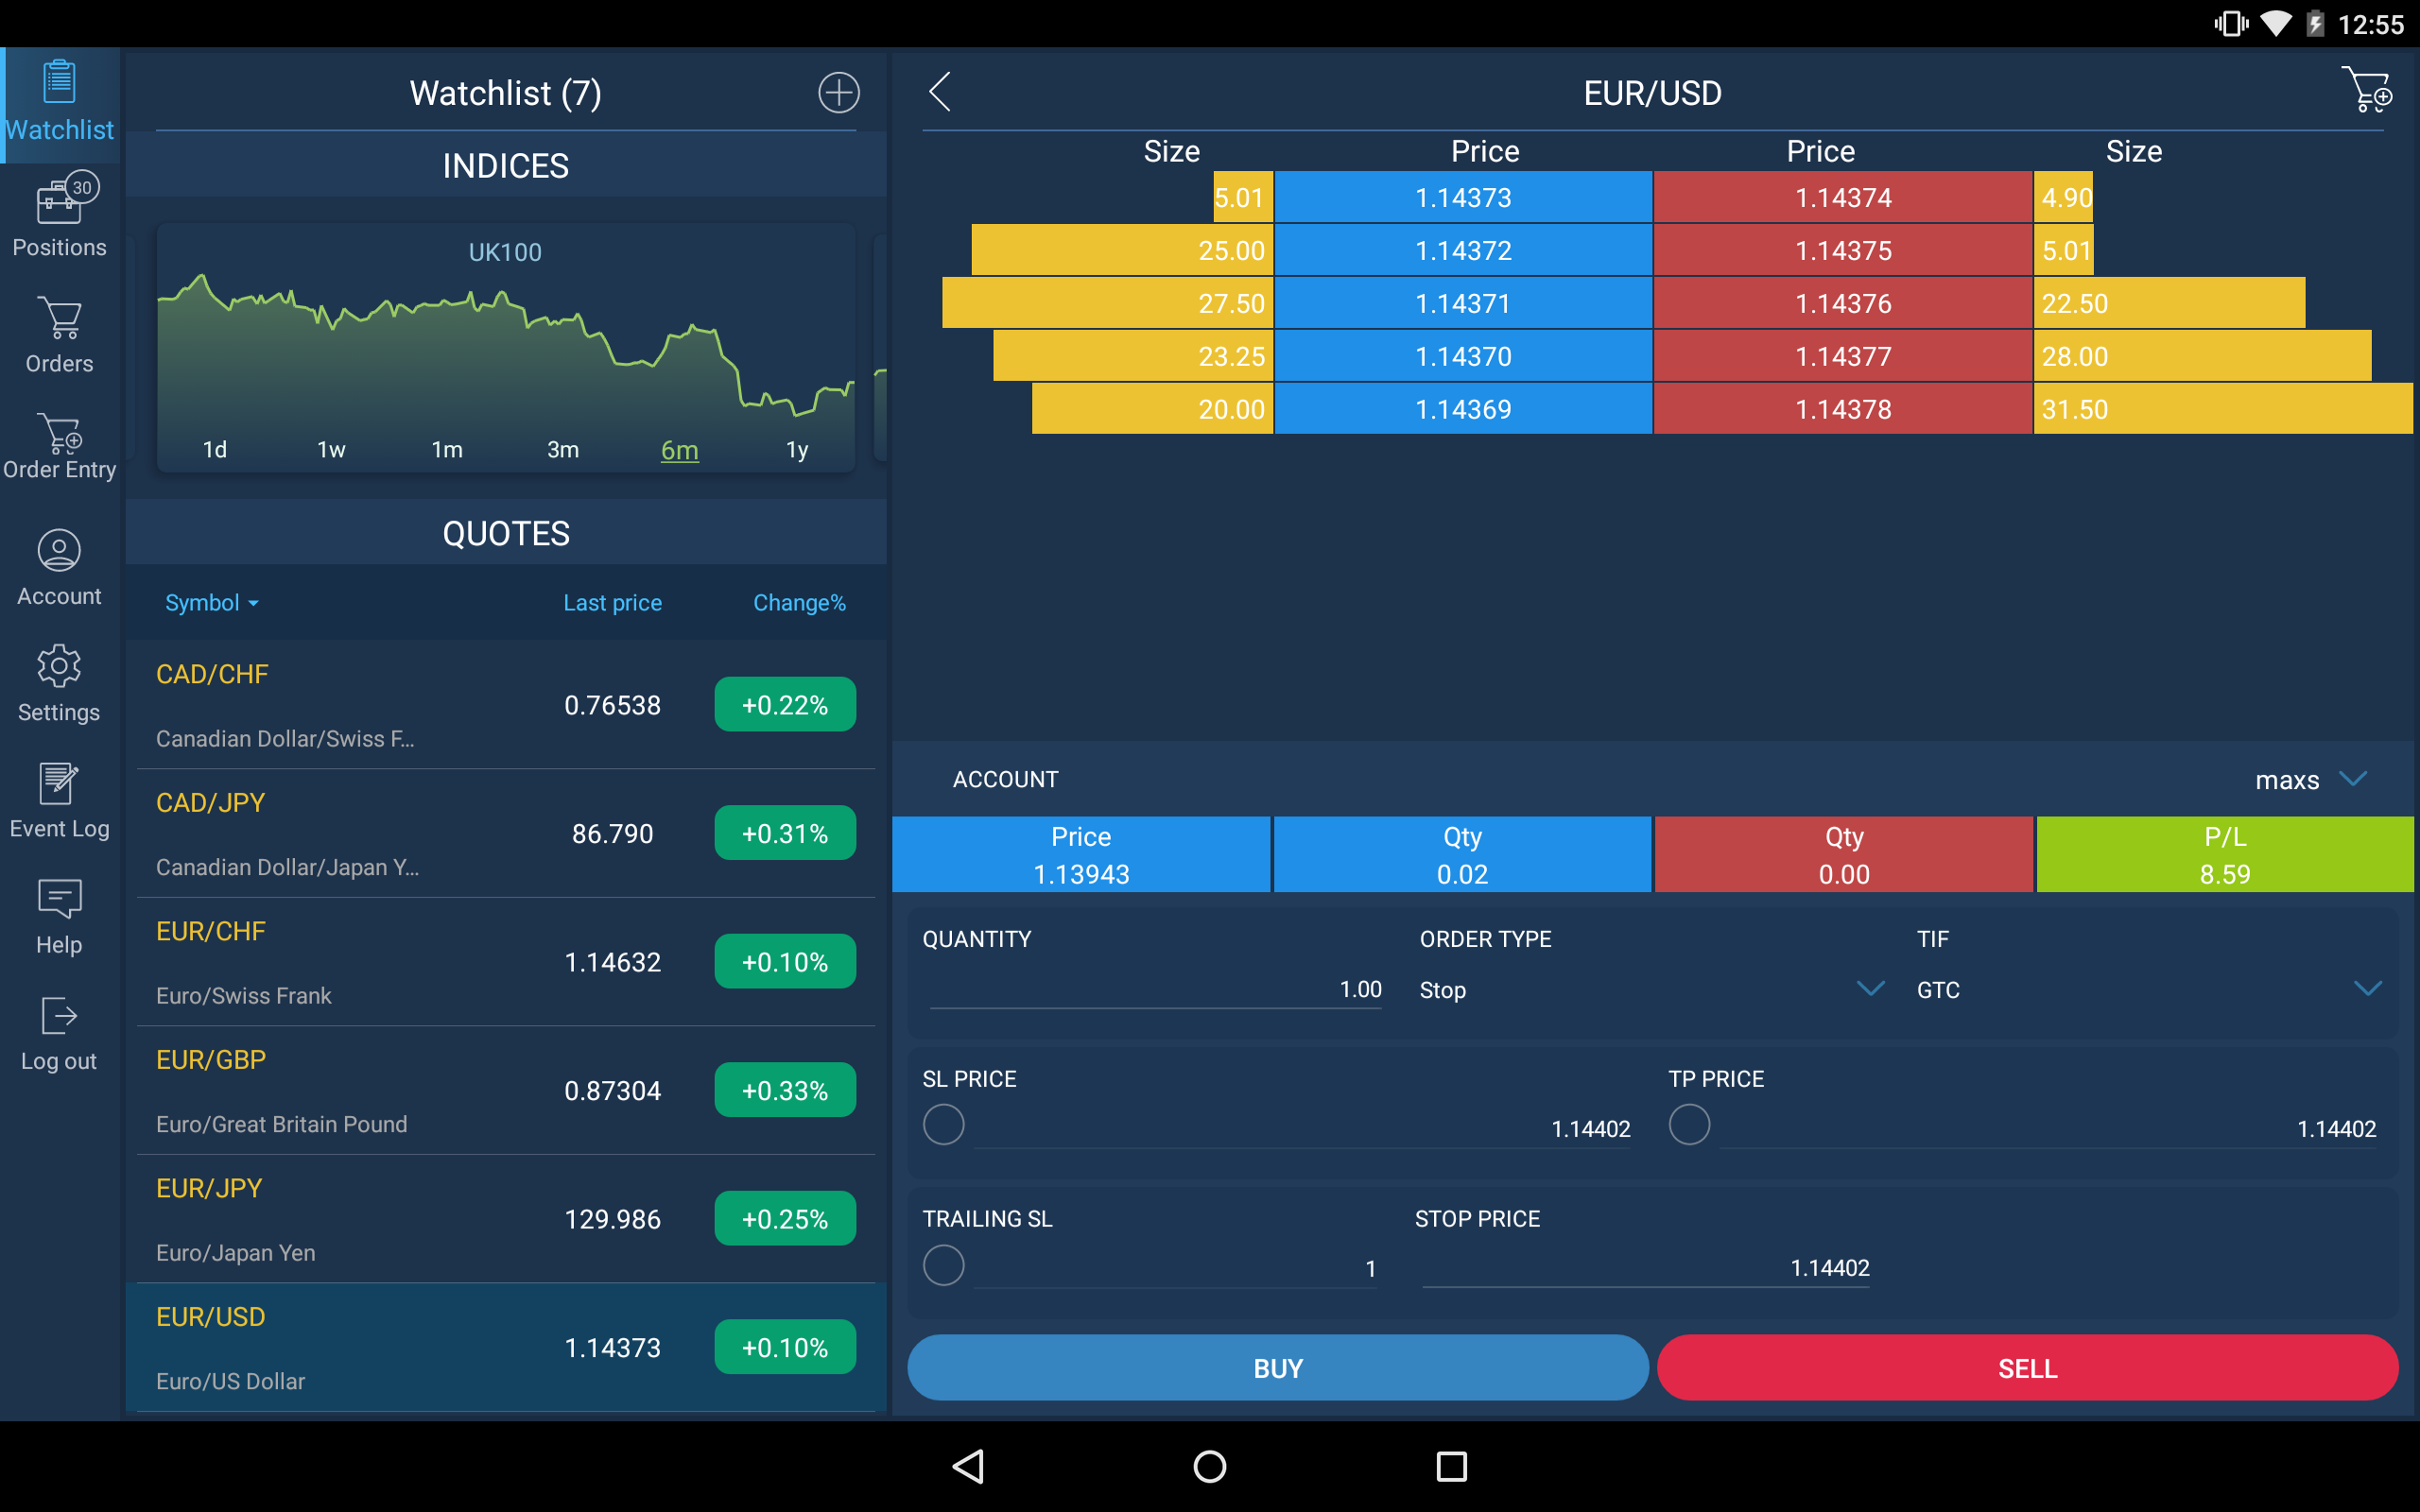 12:55
Watchlist
30
Positions
Orders
Order Entry
Account
Settings
Event Log
Help
Log out
Watchlist (7)
INDICES
UK100
1d 1w 1m 3m 6m 1y
QUOTES
Symbol Last price Change%
CAD/CHF
0.76538 +0.22%
Canadian Dollar/Swiss F...
CAD/JPY
86.790 +0.31%
Canadian Dollar/Japan Y...
EUR/CHF
1.14632 +0.10%
Euro/Swiss Frank
EUR/GBP
0.87304 +0.33%
Euro/Great Britain Pound
EUR/JPY
129.986 +0.25%
Euro/Japan Yen
EUR/USD
1.14373 +0.10%
Euro/US Dollar
EUR/USD
Size Price Price Size
5.01 1.14373 1.14374 4.90
25.00 1.14372 1.14375 5.01
27.50 1.14371 1.14376 22.50
23.25 1.14370 1.14377 28.00
20.00 1.14369 1.14378 31.50
ACCOUNT maxs
Price Qty Qty P/L
1.13943 0.02 0.00 8.59
QUANTITY ORDER TYPE TIF
1.00 Stop GTC
SL PRICE TP PRICE
1.14402 1.14402
TRAILING SL STOP PRICE
1 1.14402
BUY SELL